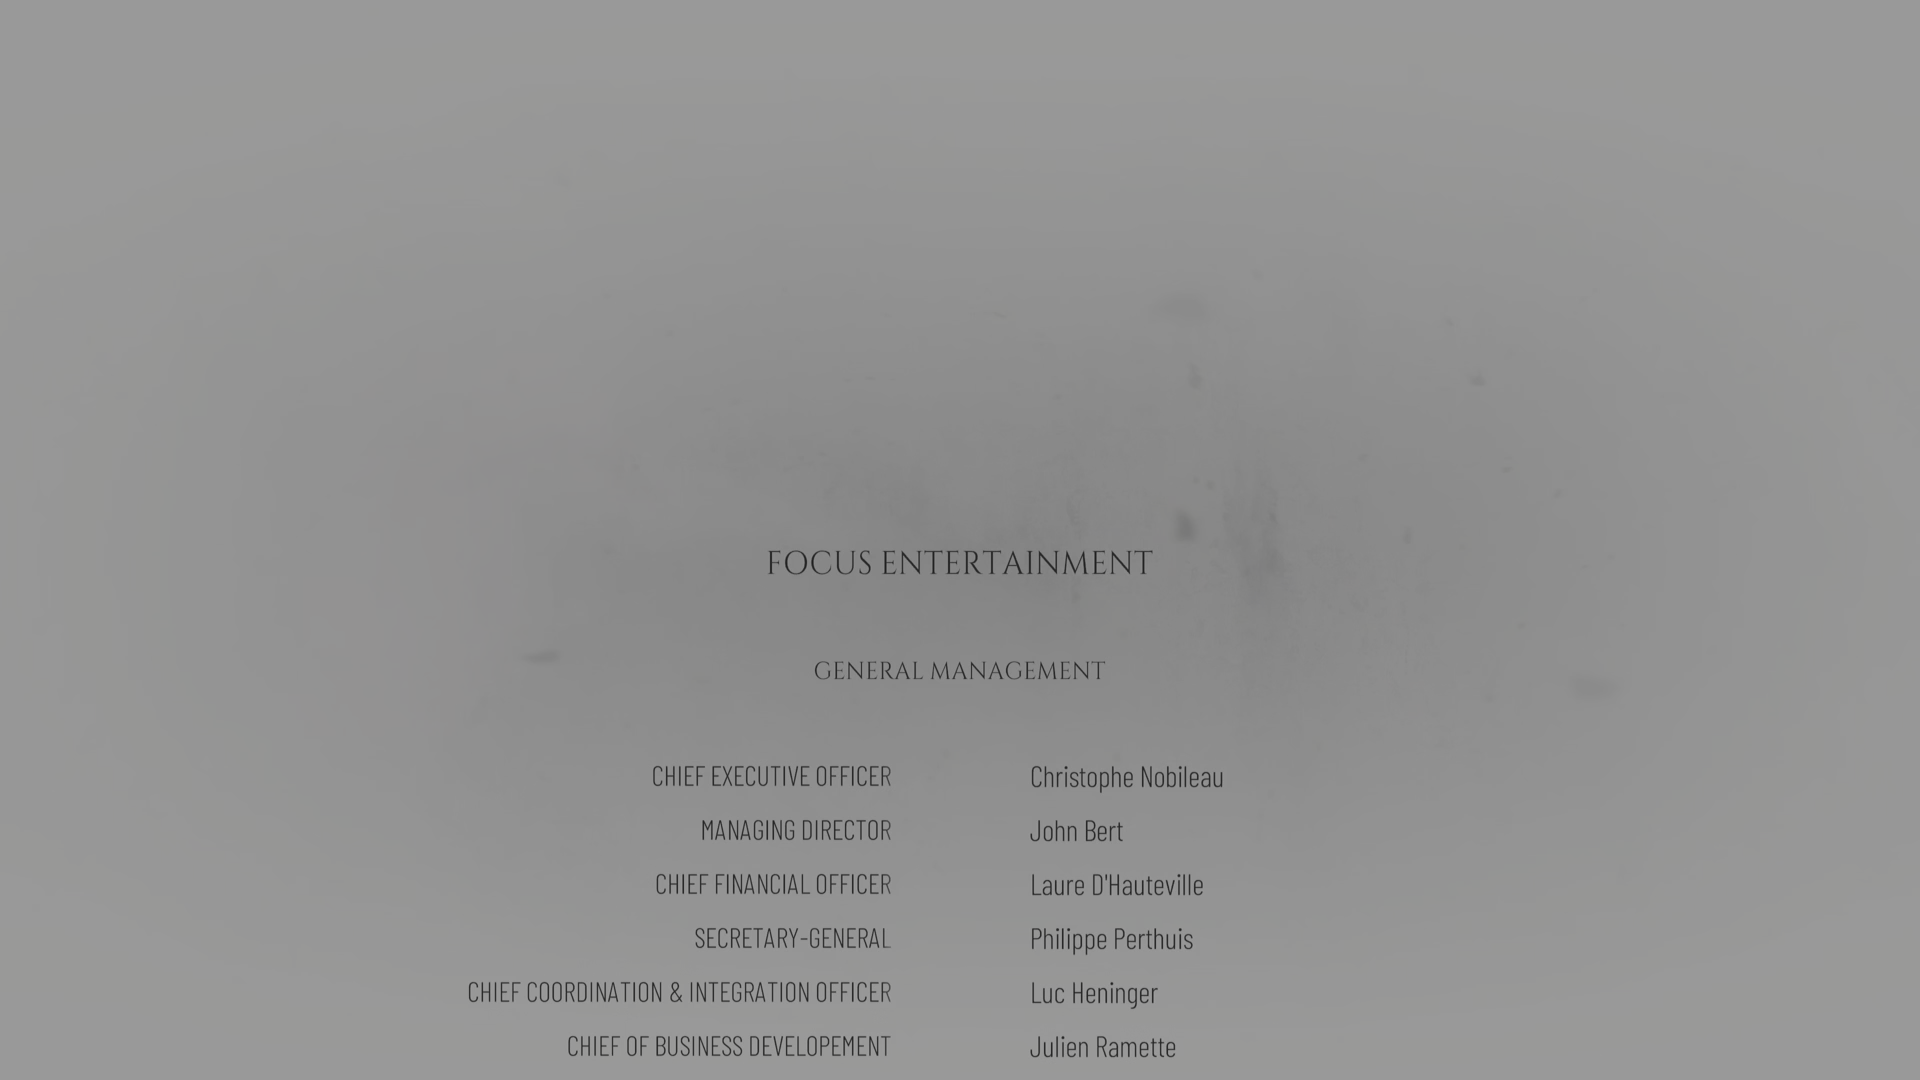 FOCUS ENTERTAINMENT
GENERAL MANAGEMENT
CHIEF EXECUTIVE OFFICER Christophe Nobileau
MANAGING DIRECTOR John Bert
CHIEF FINANCIAL OFFICER Laure D'Hauteville
SECRETARY-GENERAL Philippe Perthuis
CHIEF COORDINATION & INTEGRATION OFFICER Luc Heninger
CHIEF OF BUSINESS DEVELOPEMENT Julien Ramette